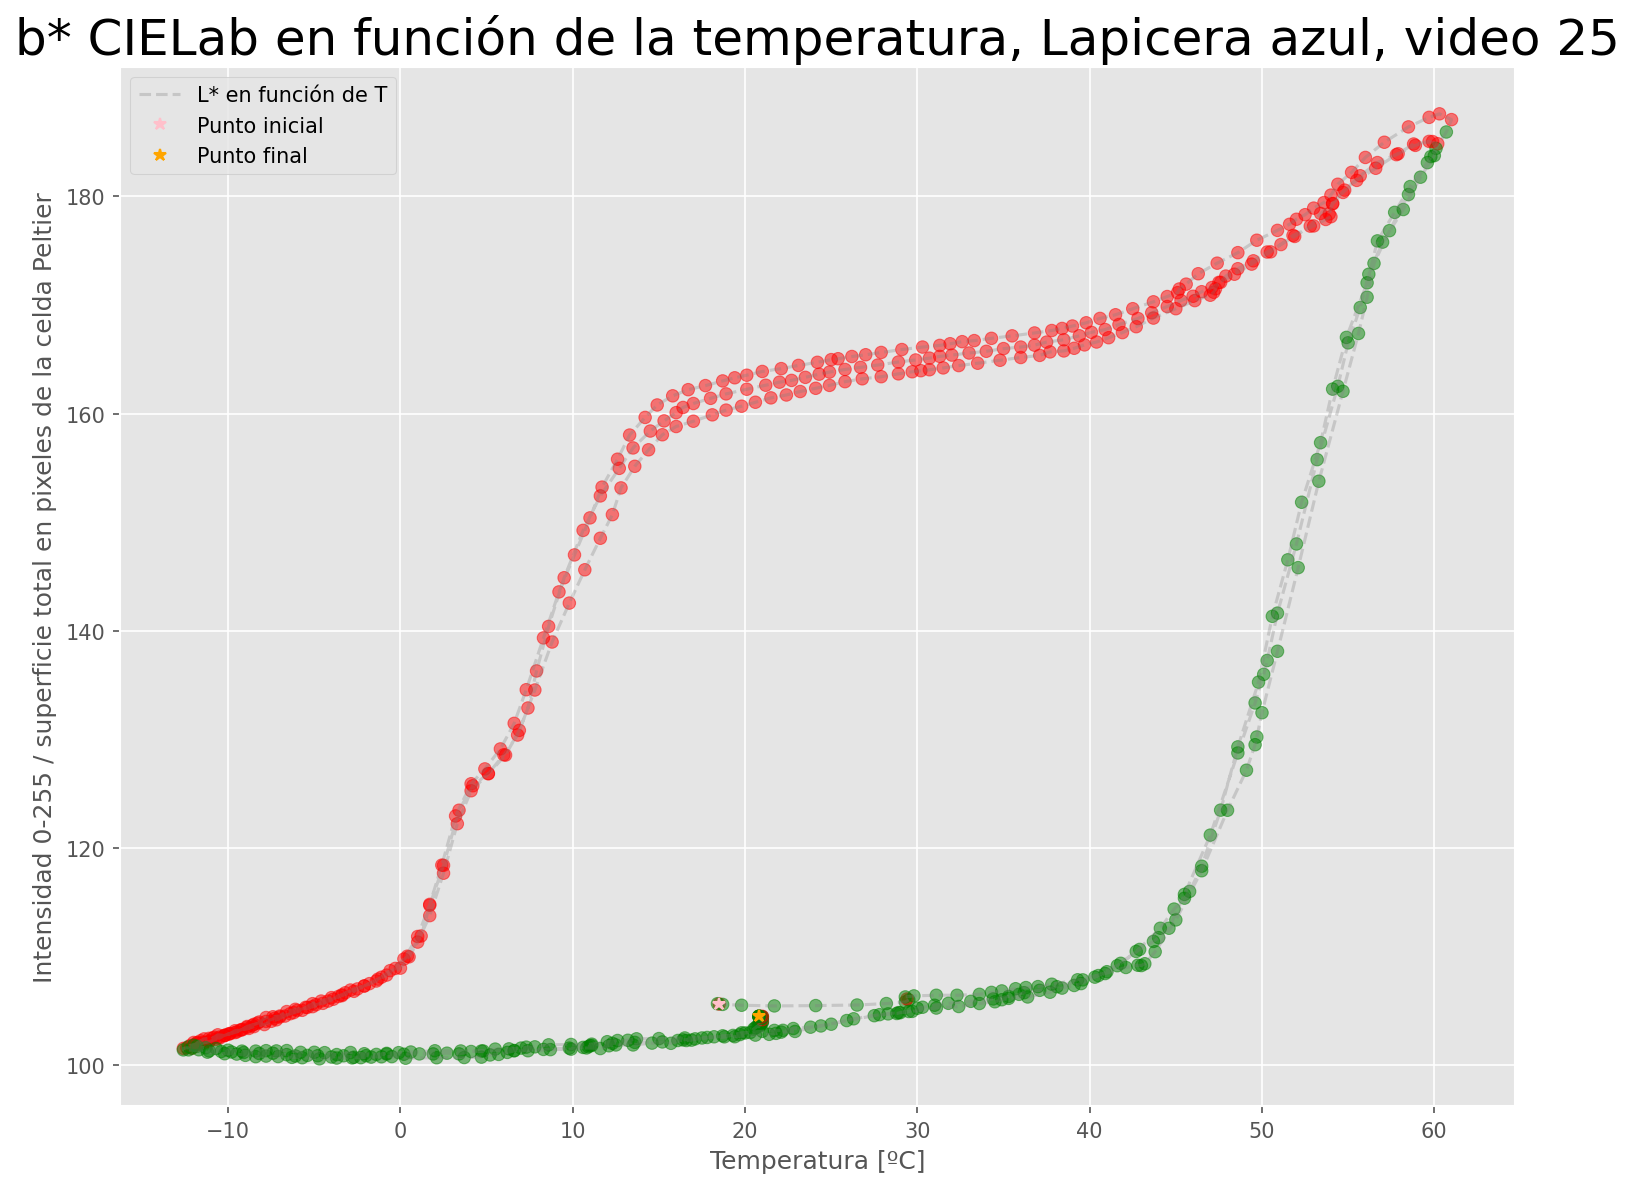 b* CIELab en función de la temperatura, Lapicera azul, video 25
L* en función de T
Punto inicial
Punto final
Intensidad 0-255 / superficie total en pixeles de la celda Peltier
180
160
140
120
100
−10 0 10 20 30 40 50 60
Temperatura [ºC]